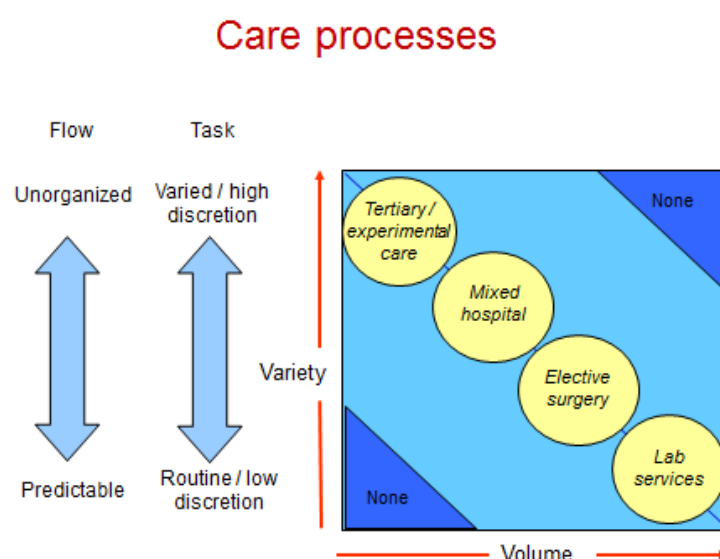 Care processes
Flow
Task
Unorganized
Varied / high
discretion
Predictable
Routine / low
discretion
Variety
Tertiary /
experimental
care
Mixed
hospital
Elective
surgery
Lab
services
None
None
Volume